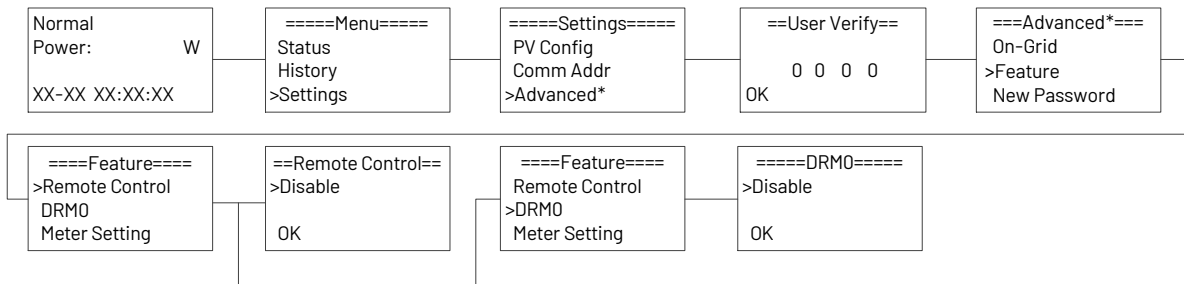 Normal
Power: W
XX-XX XX:XX:XX
=====Menu=====
Status
History
>Settings
=====Settings=====
PV Config
Comm Addr
>Advanced*
==User Verify==
0 0 0 0
OK
===Advanced*===
On-Grid
>Feature
New Password
====Feature====
>Remote Control
DRM0
Meter Setting
==Remote Control==
>Disable
OK
====Feature====
Remote Control
>DRM0
Meter Setting
=====DRM0=====
>Disable
OK